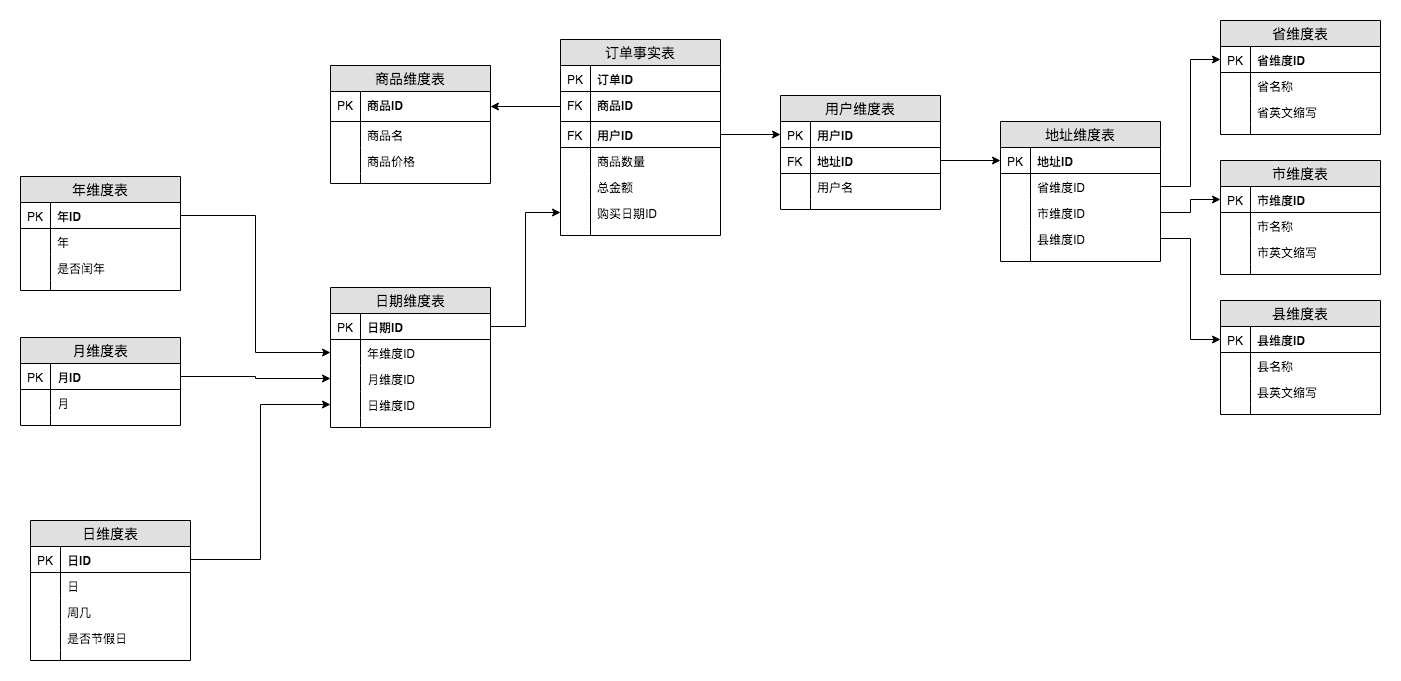 省维度表
PK 省维度ID
省名称
省英文缩写
订单事实表
PK 订单ID
FK 商品ID
FK 用户ID
商品数量
总金额
购买日期ID
商品维度表
PK 商品ID
商品名
商品价格
用户维度表
PK 用户ID
FK 地址ID
用户名
地址维度表
PK 地址ID
省维度ID
市维度ID
县维度ID
市维度表
PK 市维度ID
市名称
市英文缩写
年维度表
PK 年ID
年
是否闰年
日期维度表
PK 日期ID
年维度ID
月维度ID
日维度ID
县维度表
PK 县维度ID
县名称
县英文缩写
月维度表
PK 月ID
月
日维度表
PK 日ID
日
周几
是否节假日